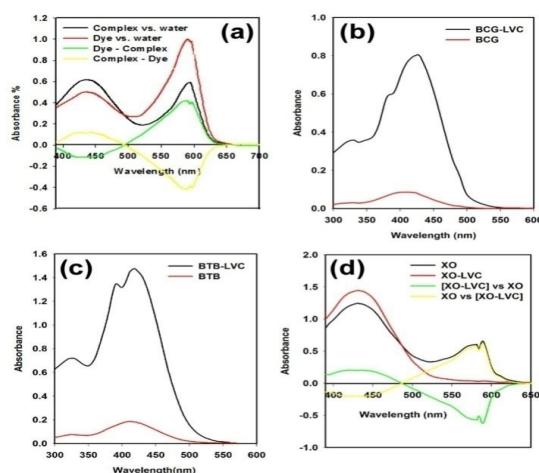 (a)
Complex vs. water
Dye vs. water
Dye - Complex
Complex - Dye
Absorbance %
1.2
1.0
0.8
0.6
0.4
0.2
0.0
-0.2
-0.4
-0.6
400 450 500 550 600 650 700
Wavelength (nm)
(b)
BCG-LVC
BCG
Absorbance
1.0
0.8
0.6
0.4
0.2
0.0
300 350 400 450 500 550 600
Wavelength (nm)
(c)
BTB-LVC
BTB
Absorbance
1.6
1.4
1.2
1.0
0.8
0.6
0.4
0.2
0.0
300 350 400 450 500 550 600
Wavelength(nm)
(d)
XO
XO-LVC
[XO-LVC] vs XO
XO vs [XO-LVC]
Absorbance
2.0
1.5
1.0
0.5
0.0
-0.5
-1.0
400 450 500 550 600 650
Wavelength (nm)